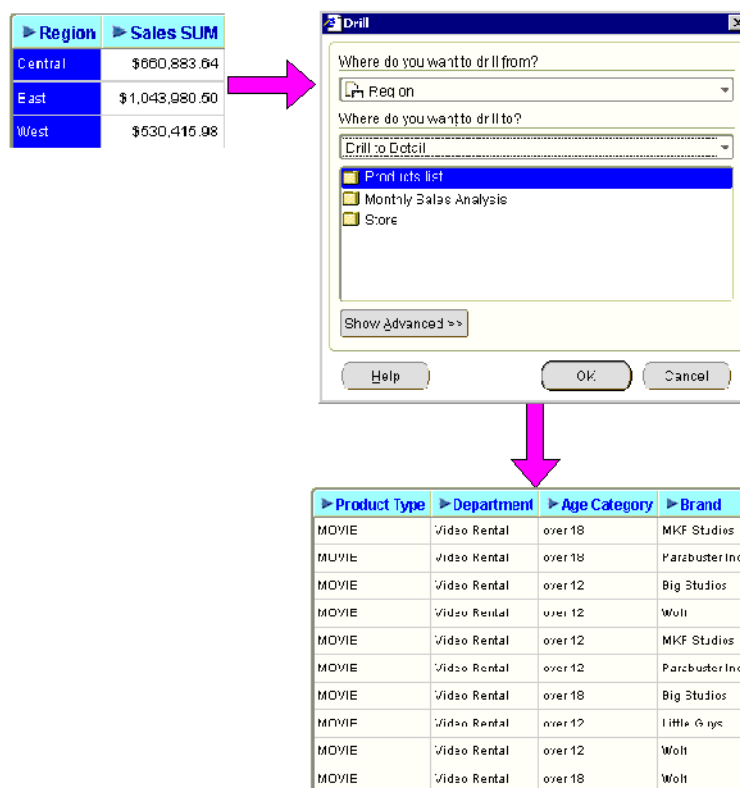 Region Sales SUM
Central $660,883.64
East $1,043,980.50
West $530,415.98
Drill
Where do you want to drill from?
Region
Where do you want to drill to?
Drill to Detail
Products list
Monthly Sales Analysis
Store
Show Advanced >>
Help OK Cancel
Product Type Department Age Category Brand
MOVIE Video Rental over 18 MKF Studios
MOVIE Video Rental over 18 Parabuster Inc
MOVIE Video Rental over 12 Big Studios
MOVIE Video Rental over 12 Wolf
MOVIE Video Rental over 12 MKF Studios
MOVIE Video Rental over 12 Parabuster Inc
MOVIE Video Rental over 18 Big Studios
MOVIE Video Rental over 12 Little Guys
MOVIE Video Rental over 12 Wolf
MOVIE Video Rental over 18 Wolf